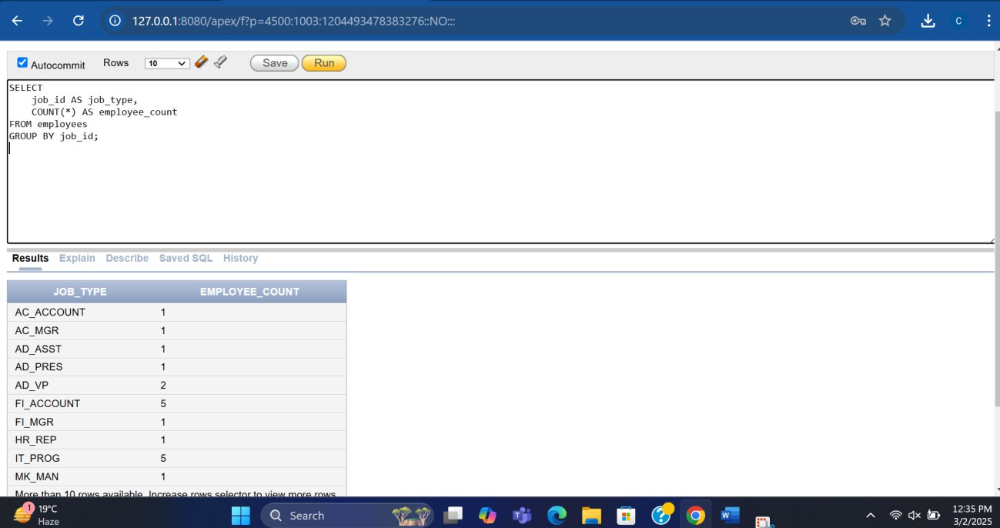 127.0.0.1:8080/apex/f?p=4500:1003:1204493478383276::NO:::
C
Autocommit Rows 10 Save Run
SELECT
job_id AS job_type,
COUNT(*) AS employee_count
FROM employees
GROUP BY job_id;
Results Explain Describe Saved SQL History
JOB_TYPE EMPLOYEE_COUNT
AC_ACCOUNT 1
AC_MGR 1
AD_ASST 1
AD_PRES 1
AD_VP 2
FI_ACCOUNT 5
FI_MGR 1
HR_REP 1
IT_PROG 5
MK_MAN 1
More than 10 rows available. Increase rows selector to view more rows.
1 19°C
Haze
Search
12:35 PM
3/2/2025